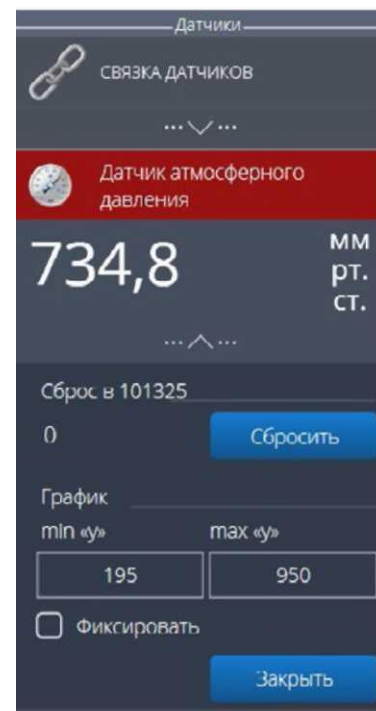 Датчики
СВЯЗКА ДАТЧИКОВ
Датчик атмосферного
давления
734,8
мм
рт.
ст.
Сброс в 101325
0
Сбросить
График
min «у»
max «у»
195
950
Фиксировать
Закрыть